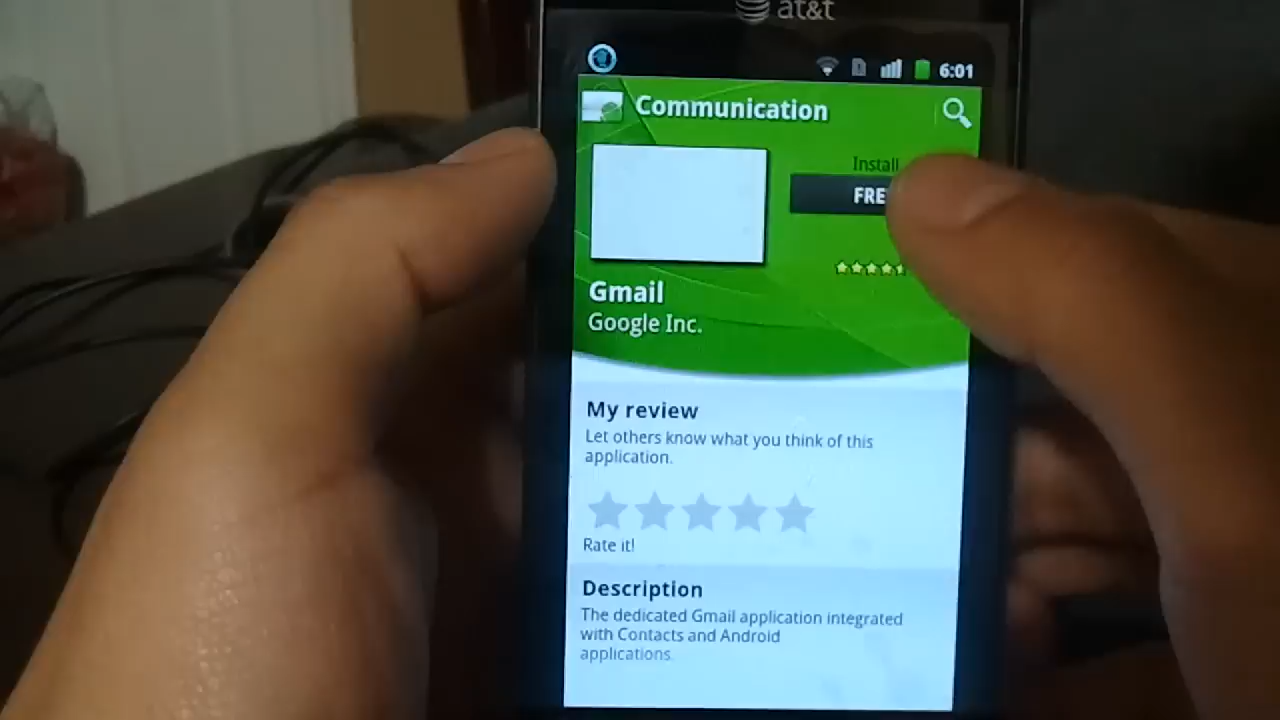 at&t
6:01
Communication
Install
FRE
Gmail
Google Inc.
My review
Let others know what you think of this
application.
Rate it!
Description
The dedicated Gmail application integrated
with Contacts and Android
applications.